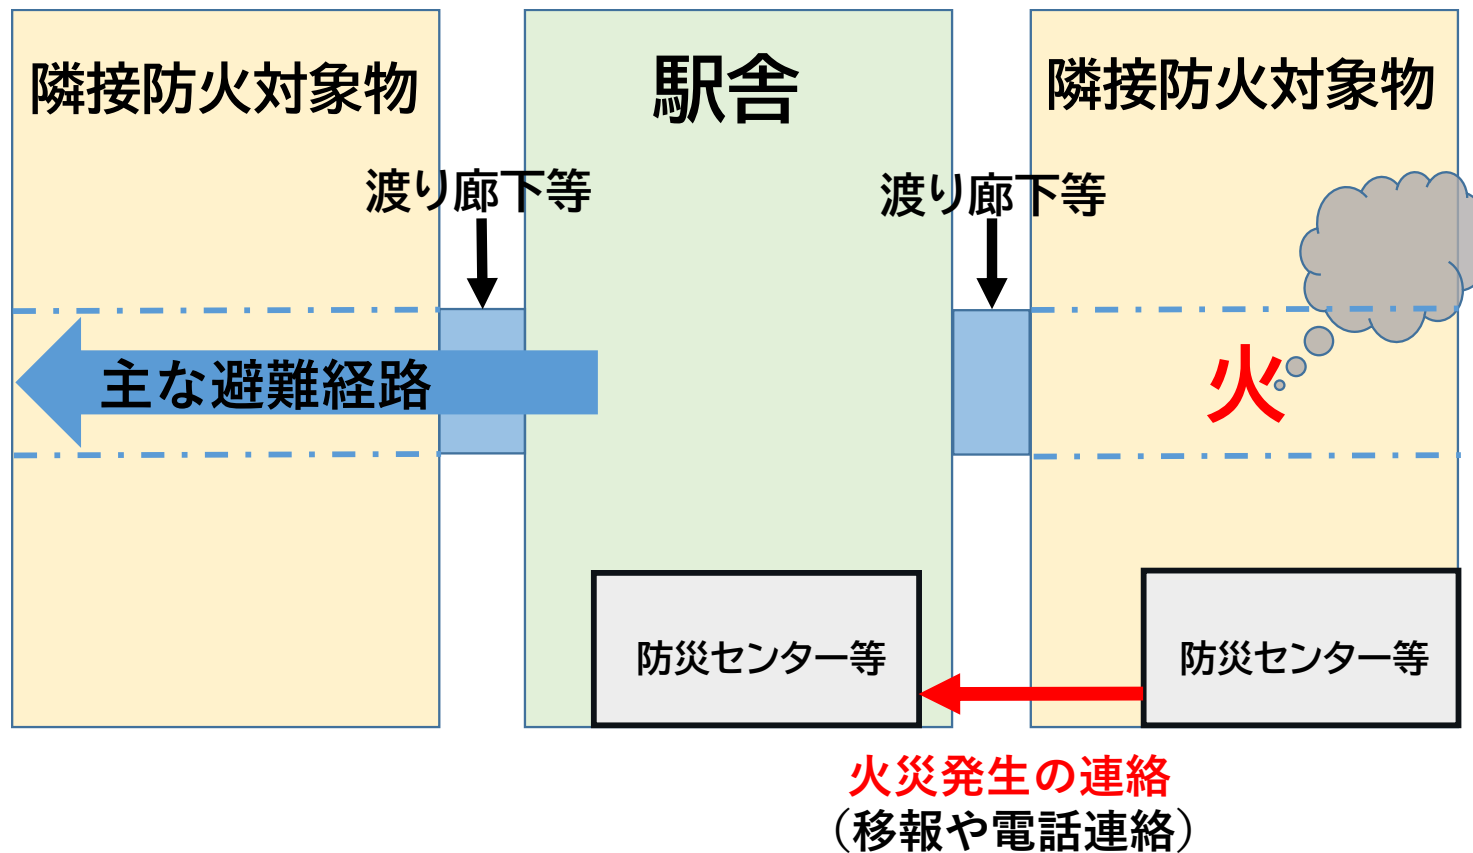 隣接防火対象物
駅舎
隣接防火対象物
渡り廊下等
渡り廊下等
主な避難経路
火
防災センター等
防災センター等
火災発生の連絡
（移報や電話連絡）